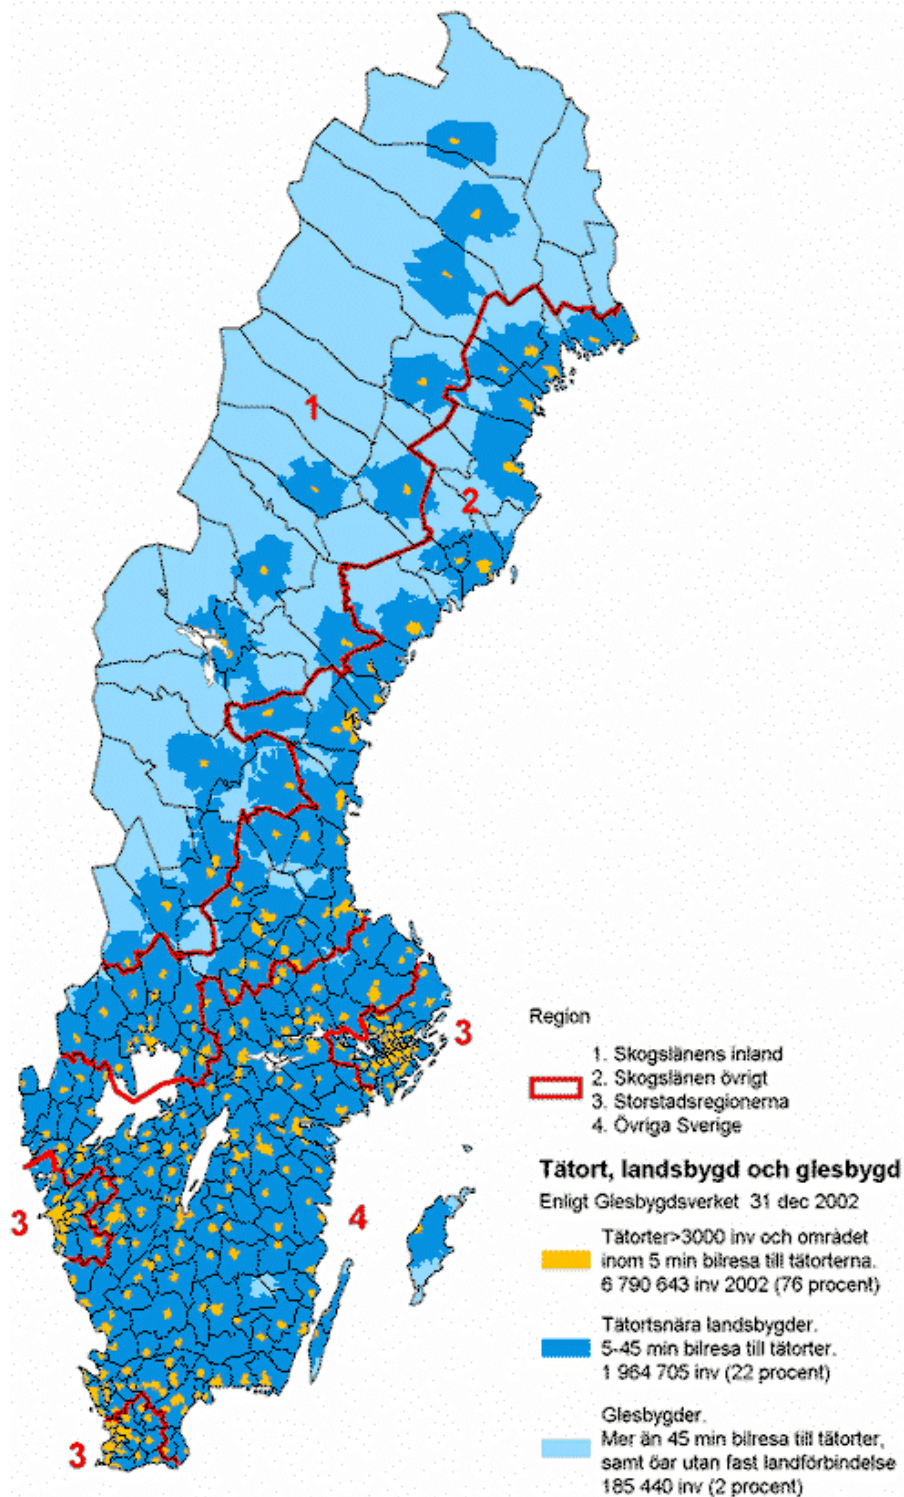 1
2
3
3
4
3
Region
1. Skogslänens inland
2. Skogslänen övrigt
3. Storstadsregionerna
4. Övriga Sverige
Tätort, landsbygd och glesbygd
Enligt Glesbygdsverket 31 dec 2002
Tätorter>3000 inv och området
inom 5 min bilresa till tätorterna.
6 790 643 inv 2002 (76 procent)
Tätortsnära landsbygder.
5-45 min bilresa till tätorter.
1 964 705 inv (22 procent)
Glesbygder.
Mer än 45 min bilresa till tätorter,
samt öar utan fast landförbindelse
185 440 inv (2 procent)